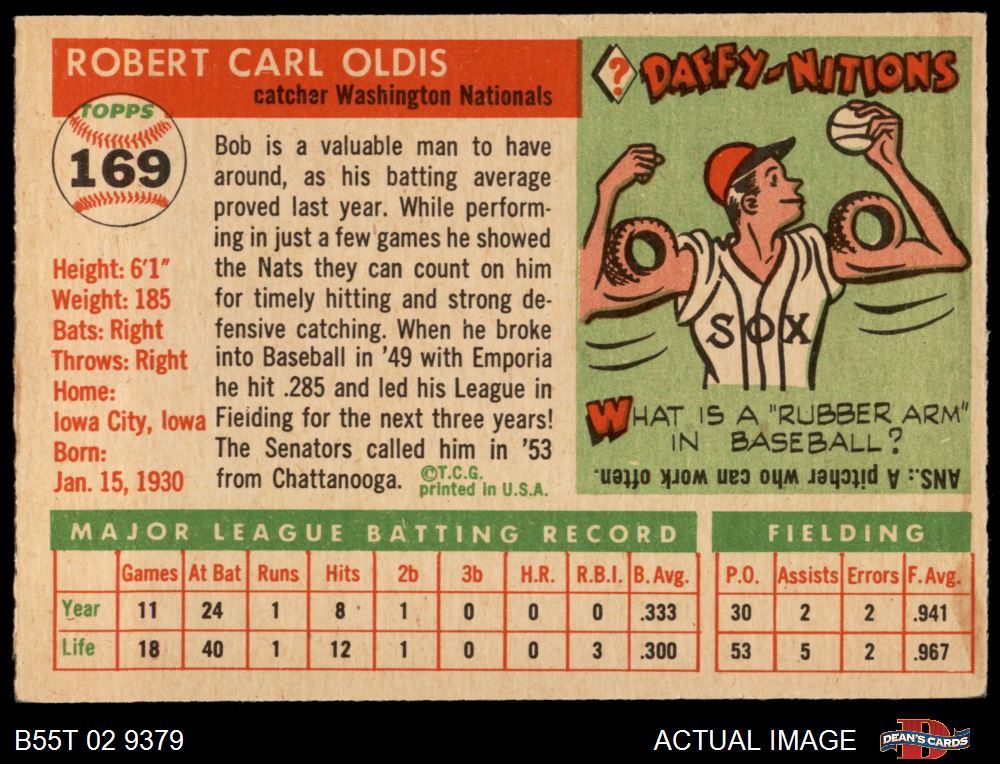 ROBERT CARL OLDIS
catcher Washington Nationals
TOPPS
169
Height: 6'1"
Weight: 185
Bats: Right
Throws: Right
Home:
Iowa City, Iowa
Born:
Jan. 15, 1930
Bob is a valuable man to have
around, as his batting average
proved last year. While perform-
ing in just a few games he showed
the Nats they can count on him
for timely hitting and strong de-
fensive catching. When he broke
into Baseball in '49 with Emporia
he hit .285 and led his League in
Fielding for the next three years!
The Senators called him in '53
from Chattanooga.
©T.C.G.
printed in U.S.A.
?
DAFFY-NITIONS
SOX
WHAT IS A "RUBBER ARM"
IN BASEBALL?
ANS.: A pitcher who can work often.
MAJOR LEAGUE BATTING RECORD
FIELDING
Games At Bat Runs Hits 2b 3b H.R. R.B.I. B. Avg. P.O. Assists Errors F. Avg.
Year 11 24 1 8 1 0 0 0 .333 30 2 2 .941
Life 18 40 1 12 1 0 0 3 .300 53 5 2 .967
B55T 02 9379
ACTUAL IMAGE
D
DEAN'S CARDS